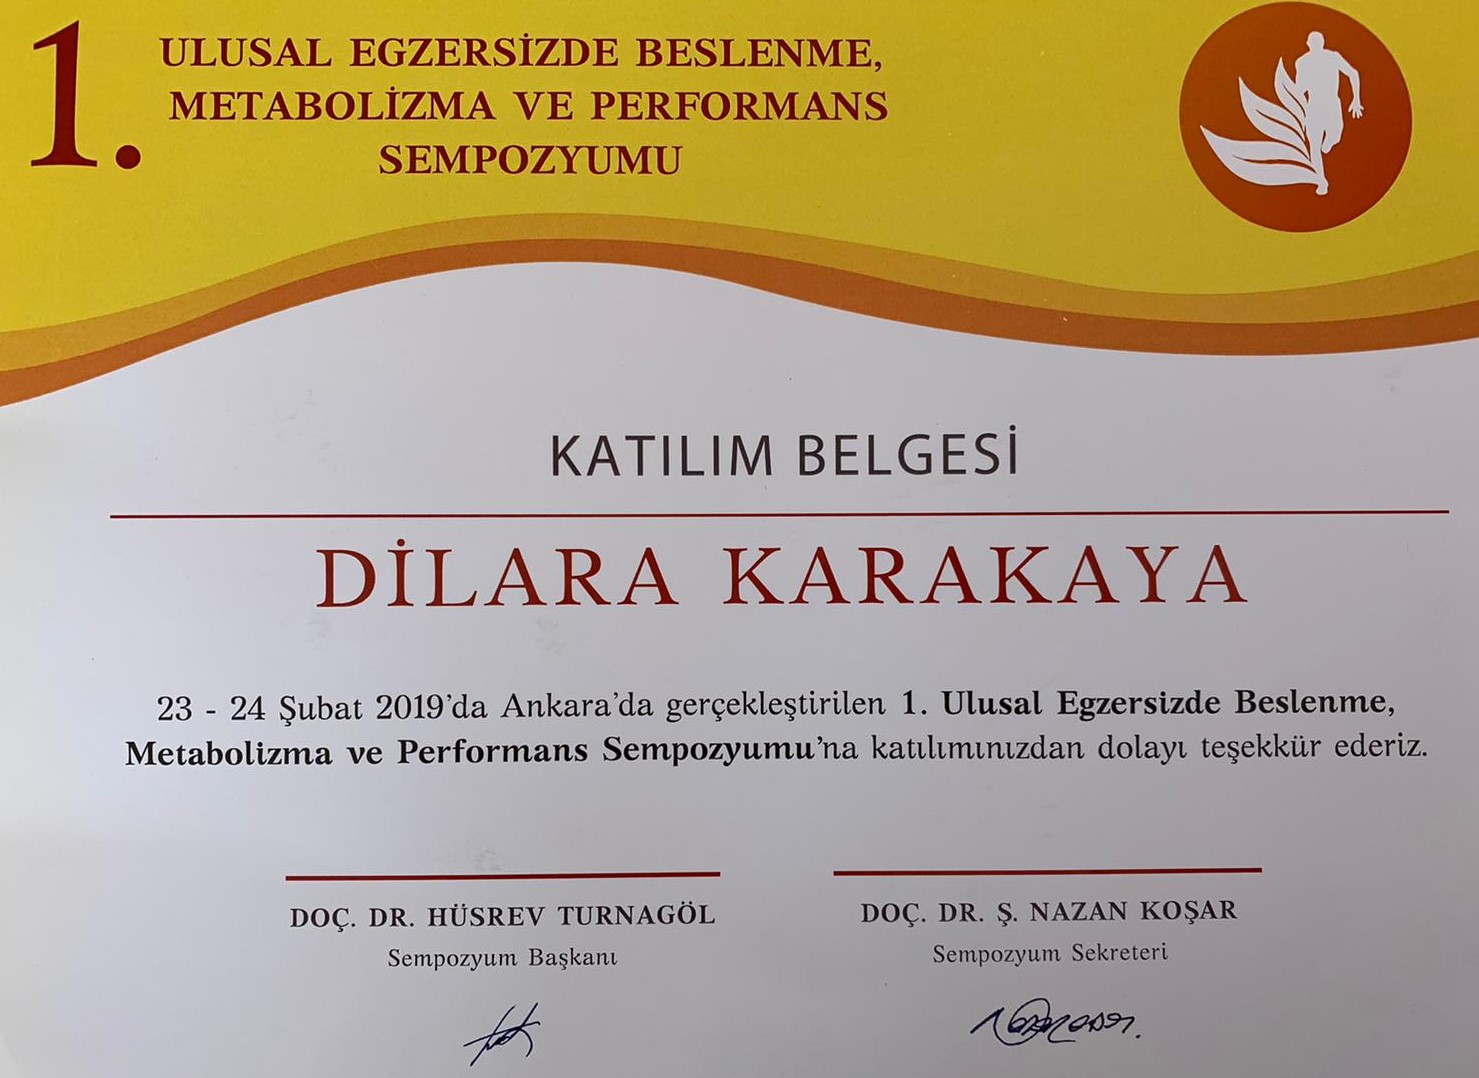 1.
ULUSAL EGZERSİZDE BESLENME,
METABOLİZMA VE PERFORMANS
SEMPOZYUMU
KATILIM BELGESİ
DİLARA KARAKAYA
23 - 24 Şubat 2019'da Ankara'da gerçekleştirilen 1. Ulusal Egzersizde Beslenme,
Metabolizma ve Performans Sempozyumu'na katılımınızdan dolayı teşekkür ederiz.
DOÇ. DR. HÜSREV TURNAGÖL
Sempozyum Başkanı
DOÇ. DR. Ş. NAZAN KOŞAR
Sempozyum Sekreteri